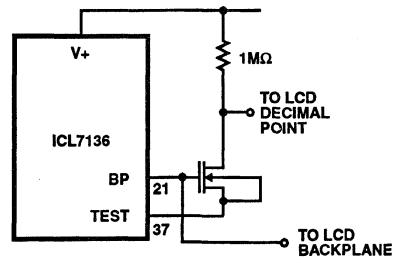 V+
1MΩ
TO LCD
DECIMAL
POINT
ICL7136
BP
21
TEST
37
TO LCD
BACKPLANE